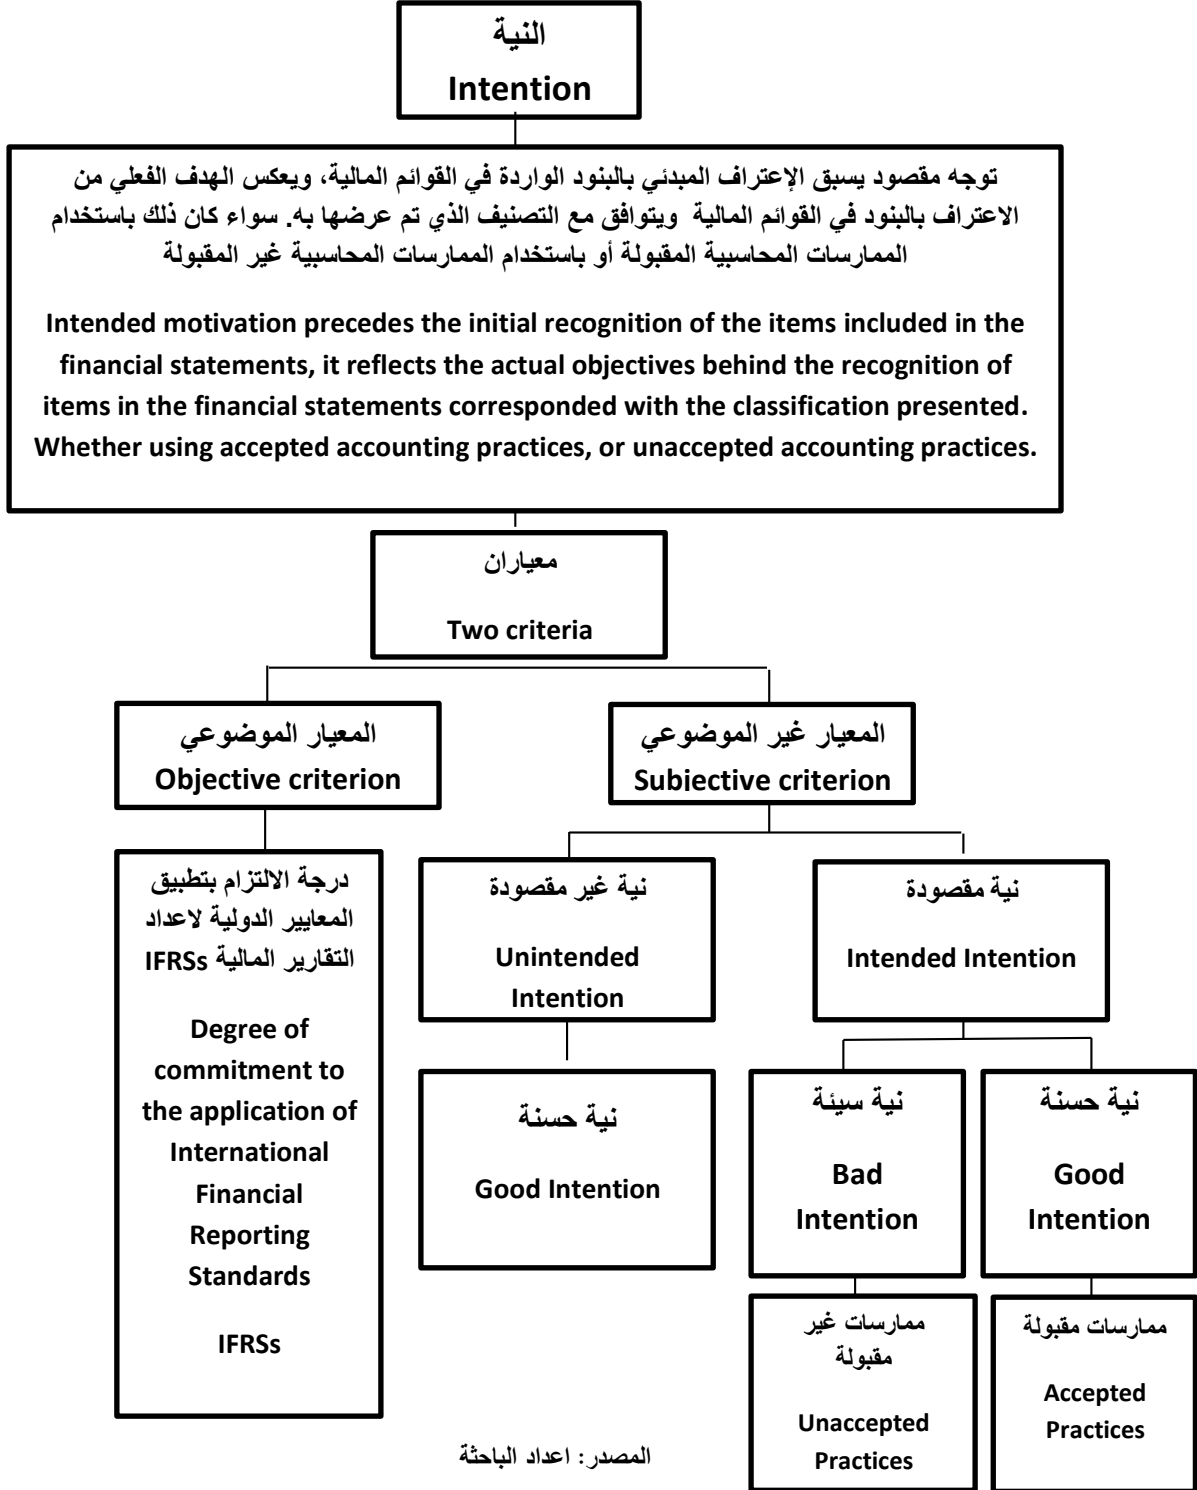 النية
Intention
توجه مقصود يسبق الإعتراف المبدئي بالبنود الواردة في القوائم المالية، ويعكس الهدف الفعلي من
الاعتراف بالبنود في القوائم المالية ويتوافق مع التصنيف الذي تم عرضها به. سواء كان ذلك باستخدام
الممارسات المحاسبية المقبولة أو باستخدام الممارسات المحاسبية غير المقبولة
Intended motivation precedes the initial recognition of the items included in the
financial statements, it reflects the actual objectives behind the recognition of
items in the financial statements corresponded with the classification presented.
Whether using accepted accounting practices, or unaccepted accounting practices.
معياران
Two criteria
المعيار الموضوعي
Objective criterion
المعيار غير الموضوعي
Subjective criterion
درجة الالتزام بتطبيق
المعايير الدولية لاعداد
التقارير المالية IFRSs
Degree of
commitment to
the application of
International
Financial
Reporting
Standards
IFRSs
نية غير مقصودة
Unintended
Intention
نية مقصودة
Intended Intention
نية حسنة
Good Intention
نية سيئة
Bad
Intention
نية حسنة
Good
Intention
ممارسات غير
مقبولة
Unaccepted
Practices
ممارسات مقبولة
Accepted
Practices
المصدر: اعداد الباحثة